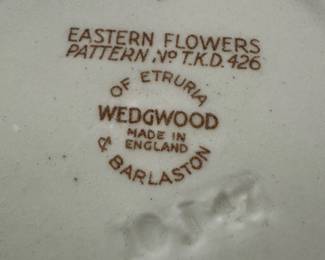 EASTERN FLOWERS
PATTERN Nº T.K.D. 426
OF ETRURIA
WEDGWOOD
MADE IN
ENGLAND
& BARLASTON